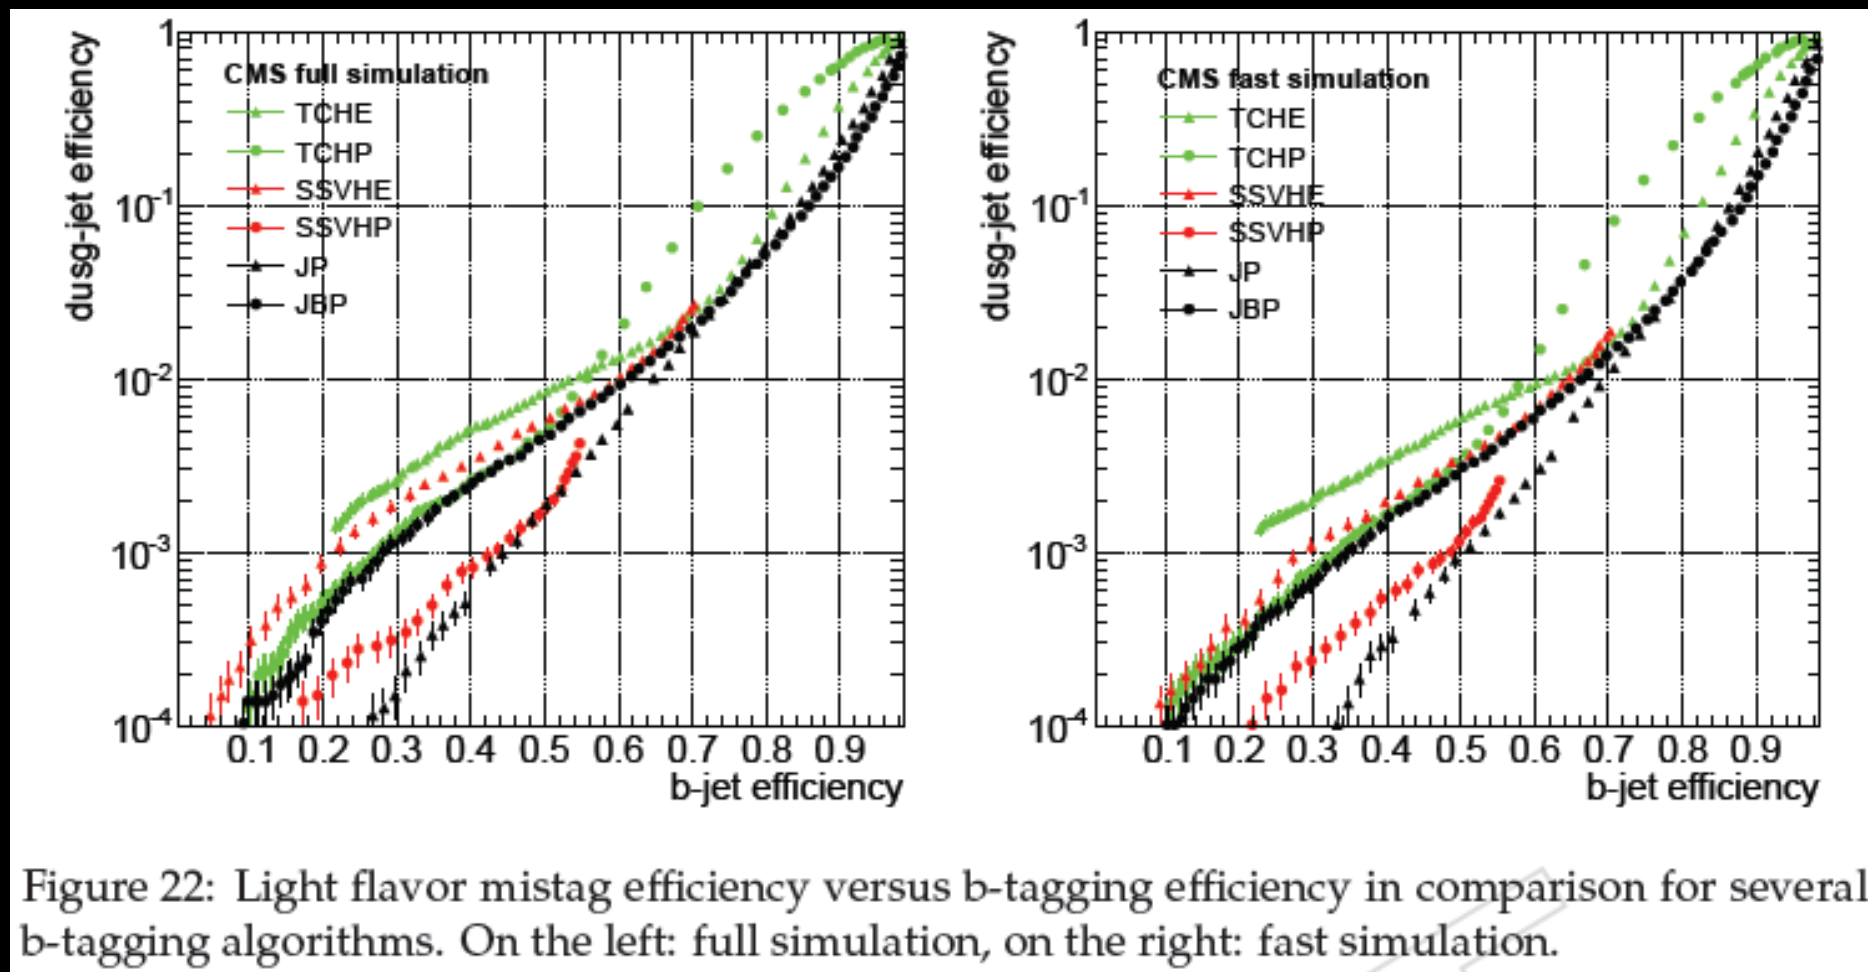 dusg-jet efficiency
1
10-1
10-2
10-3
10-4
CMS full simulation
TCHE
TCHP
SSVHE
SSVHP
JP
JBP
0.1 0.2 0.3 0.4 0.5 0.6 0.7 0.8 0.9
b-jet efficiency
dusg-jet efficiency
1
10-1
10-2
10-3
10-4
CMS fast simulation
TCHE
TCHP
SSVHE
SSVHP
JP
JBP
0.1 0.2 0.3 0.4 0.5 0.6 0.7 0.8 0.9
b-jet efficiency
Figure 22: Light flavor mistag efficiency versus b-tagging efficiency in comparison for several
b-tagging algorithms. On the left: full simulation, on the right: fast simulation.